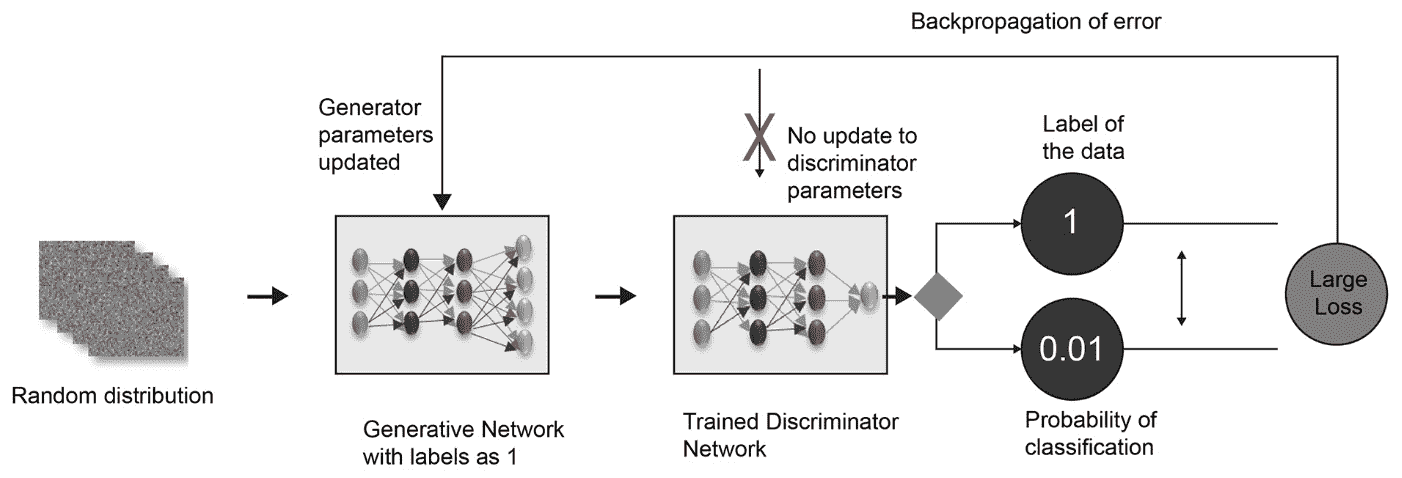 Backpropagation of error
Generator
parameters
updated
No update to
discriminator
parameters
Label of
the data
1
Large
Loss
0.01
Random distribution
Generative Network
with labels as 1
Trained Discriminator
Network
Probability of
classification